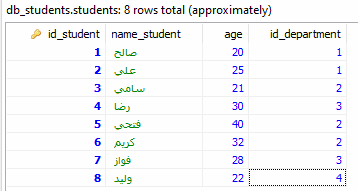 db_students.students: 8 rows total (approximately)
id_student name_student age id_department
1 صالح 20 1
2 علي 25 1
3 سامي 21 2
4 رضا 30 3
5 فتحي 40 2
6 كريم 32 2
7 فواز 28 3
8 وليد 22 4